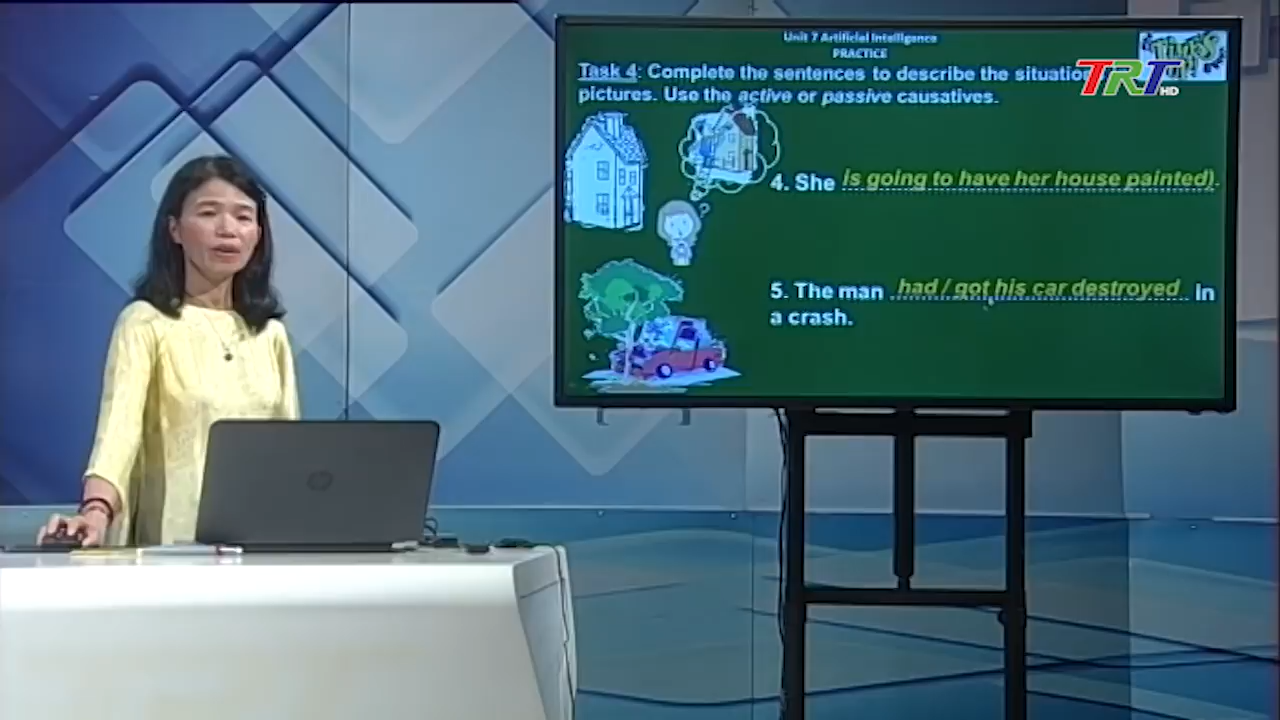 Unit 7 Artificial Intelligence
PRACTICE
Task 4: Complete the sentences to describe the situatio
pictures. Use the active or passive causatives.
TRT HD
4. She is going to have her house painted).
5. The man had / got his car destroyed in
a crash.